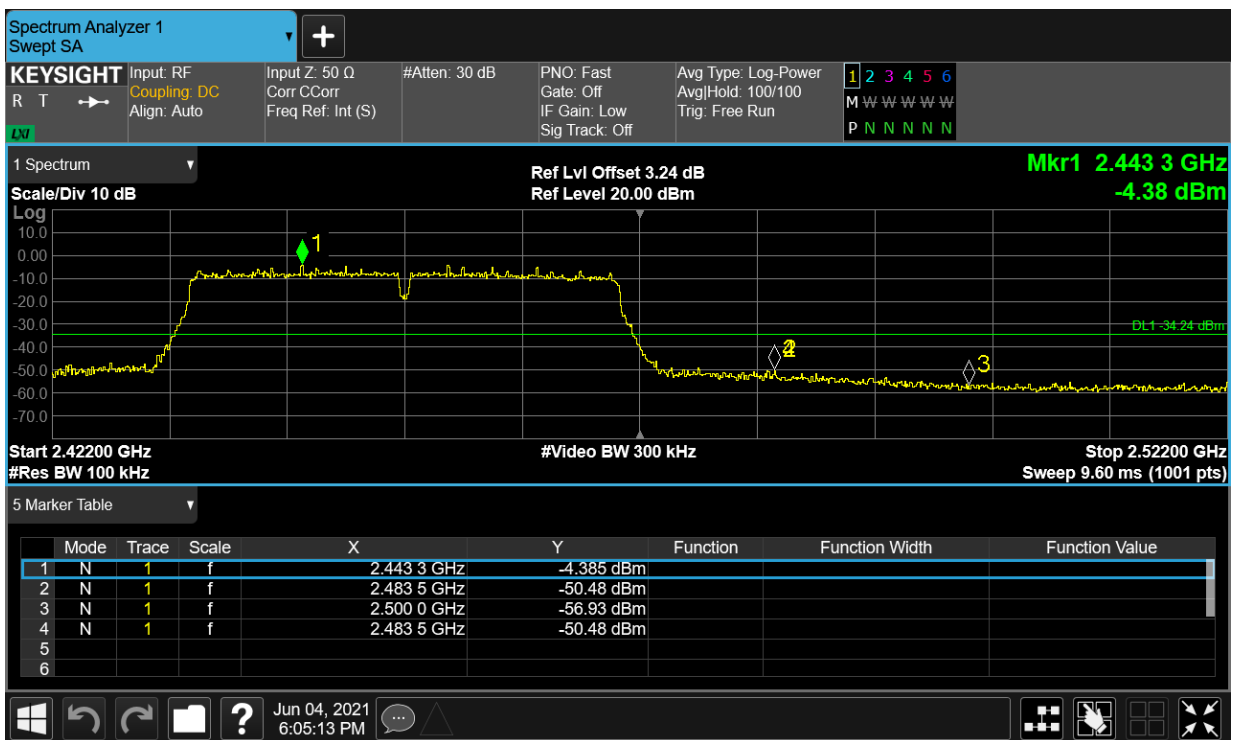 Spectrum Analyzer 1
Swept SA
+
KEYSIGHT Input: RF Input Z: 50 Ω #Atten: 30 dB PNO: Fast Avg Type: Log-Power 1 2 3 4 5 6
R T Coupling: DC Corr CCorr Gate: Off Avg|Hold: 100/100 M W W W W W
Align: Auto Freq Ref: Int (S) IF Gain: Low Trig: Free Run
LXI Sig Track: Off P N N N N N
1 Spectrum
Ref Lvl Offset 3.24 dB Mkr1 2.443 3 GHz
Scale/Div 10 dB Ref Level 20.00 dBm -4.38 dBm
Log
10.0
1
0.00
-10.0
-20.0
-30.0
DL1 -34.24 dBm
-40.0
-50.0
3
-60.0
-70.0
Start 2.42200 GHz #Video BW 300 kHz Stop 2.52200 GHz
#Res BW 100 kHz Sweep 9.60 ms (1001 pts)
5 Marker Table
Mode Trace Scale X Y Function Function Width Function Value
1 N 1 f 2.443 3 GHz -4.385 dBm
2 N 1 f 2.483 5 GHz -50.48 dBm
3 N 1 f 2.500 0 GHz -56.93 dBm
4 N 1 f 2.483 5 GHz -50.48 dBm
5
6
? Jun 04, 2021
6:05:13 PM